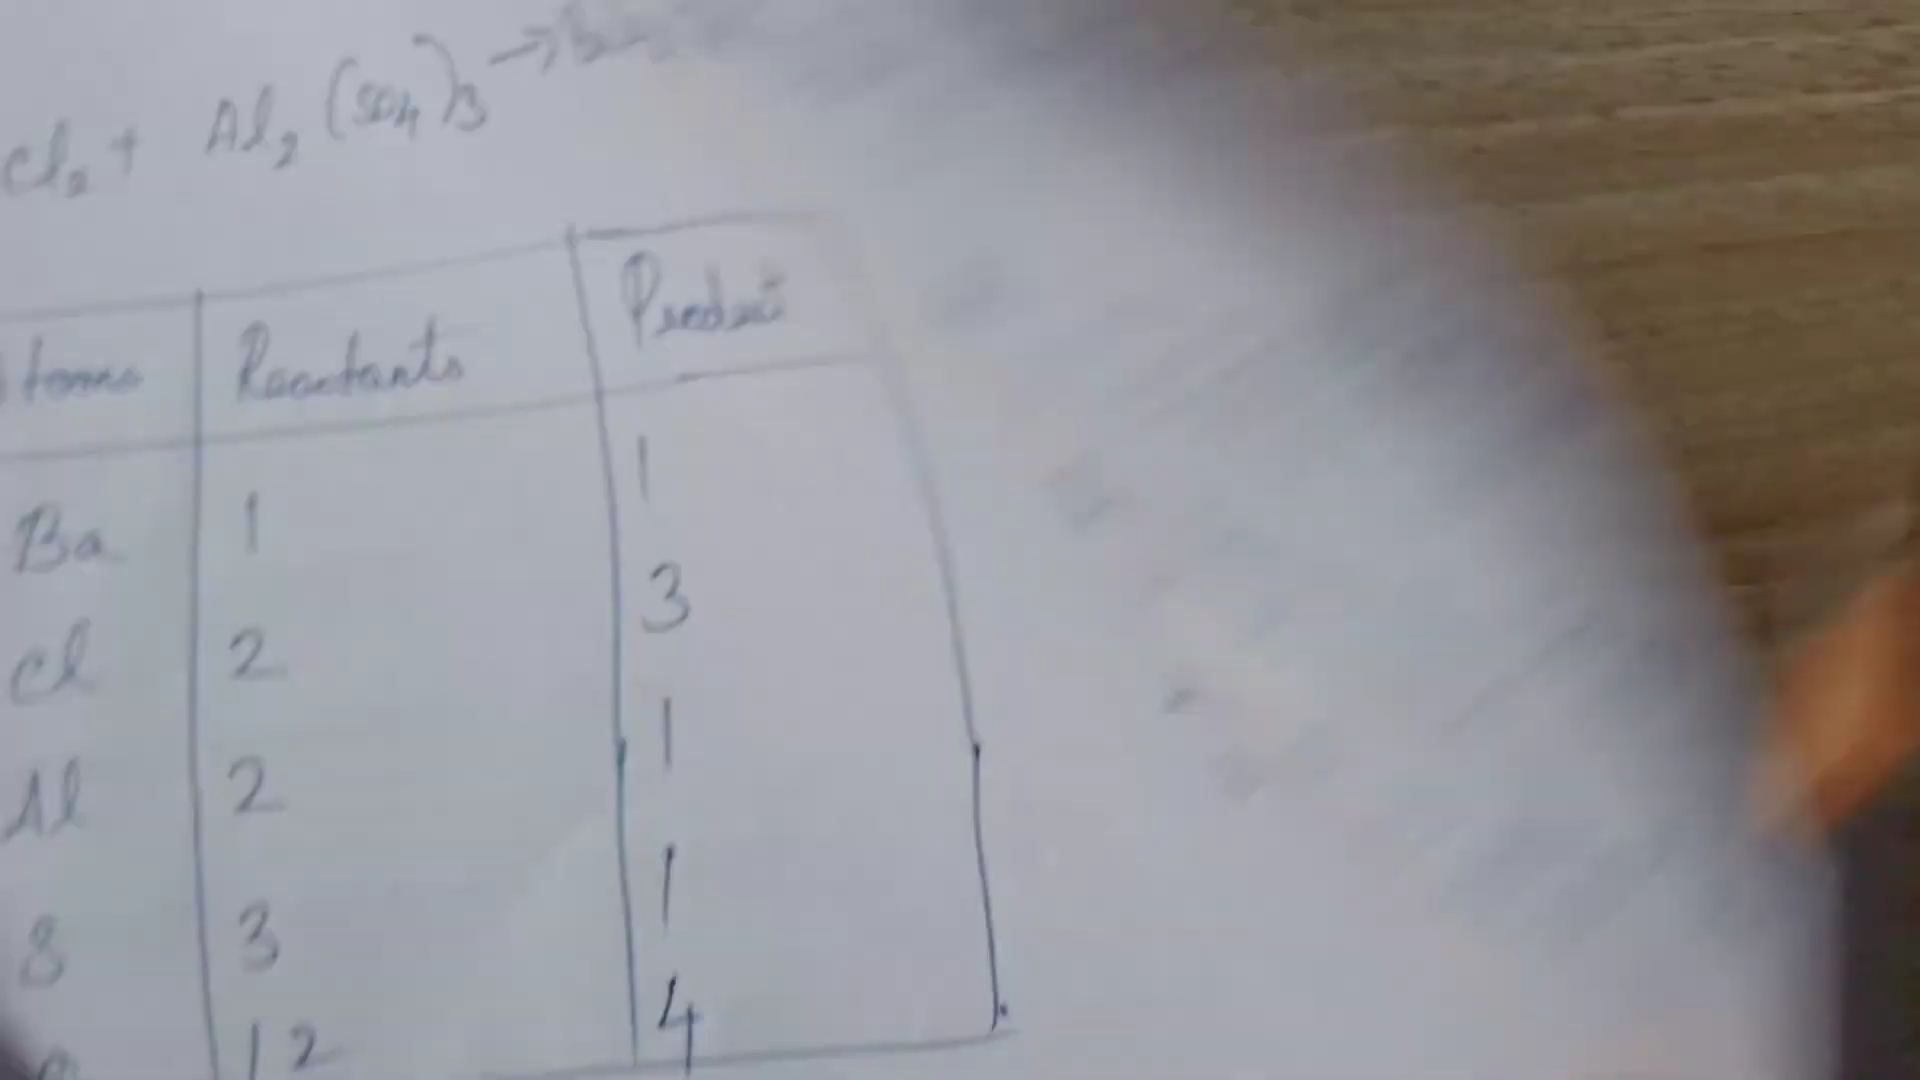 Cl₂ + Al₂ (SO₄)₃ →
Reactants Product
Ba 1 1
Cl 2 3
Al 2 1
S 3 1
12 4